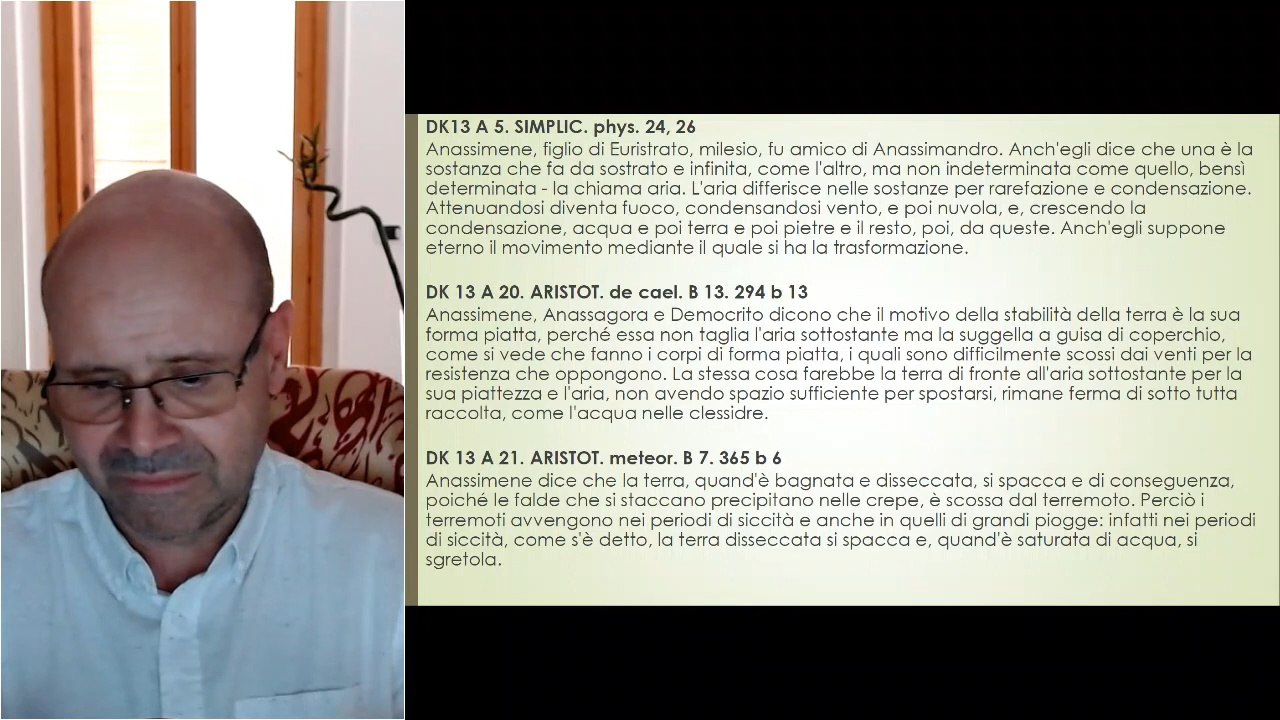 DK13 A 5. SIMPLIC. phys. 24, 26
Anassimene, figlio di Euristrato, milesio, fu amico di Anassimandro. Anch'egli dice che una è la
sostanza che fa da sostrato e infinita, come l'altro, ma non indeterminata come quello, bensì
determinata - la chiama aria. L'aria differisce nelle sostanze per rarefazione e condensazione.
Attenuandosi diventa fuoco, condensandosi vento, e poi nuvola, e, crescendo la
condensazione, acqua e poi terra e poi pietre e il resto, poi, da queste. Anch'egli suppone
eterno il movimento mediante il quale si ha la trasformazione.
DK 13 A 20. ARISTOT. de cael. B 13. 294 b 13
Anassimene, Anassagora e Democrito dicono che il motivo della stabilità della terra è la sua
forma piatta, perché essa non taglia l'aria sottostante ma la suggella a guisa di coperchio,
come si vede che fanno i corpi di forma piatta, i quali sono difficilmente scossi dai venti per la
resistenza che oppongono. La stessa cosa farebbe la terra di fronte all'aria sottostante per la
sua piattezza e l'aria, non avendo spazio sufficiente per spostarsi, rimane ferma di sotto tutta
raccolta, come l'acqua nelle clessidre.
DK 13 A 21. ARISTOT. meteor. B 7. 365 b 6
Anassimene dice che la terra, quand'è bagnata e disseccata, si spacca e di conseguenza,
poiché le falde che si staccano precipitano nelle crepe, è scossa dal terremoto. Perciò i
terremoti avvengono nei periodi di siccità e anche in quelli di grandi piogge: infatti nei periodi
di siccità, come s'è detto, la terra disseccata si spacca e, quand'è saturata di acqua, si
sgretola.